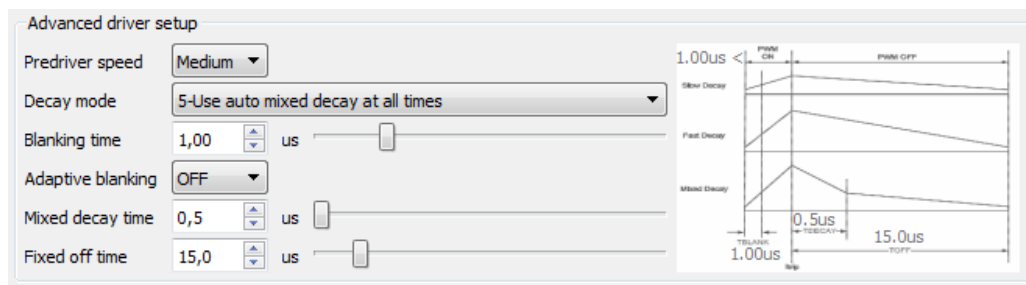 Advanced driver setup
Predriver speed Medium
Decay mode 5-Use auto mixed decay at all times
Blanking time 1,00 us
Adaptive blanking OFF
Mixed decay time 0,5 us
Fixed off time 15,0 us
1.00us <
PWM ON
PWM OFF
Slow Decay
Fast Decay
Mixed Decay
0.5us
TDECAY
15.0us
TBLANK
1.00us
TOFF
Itrip